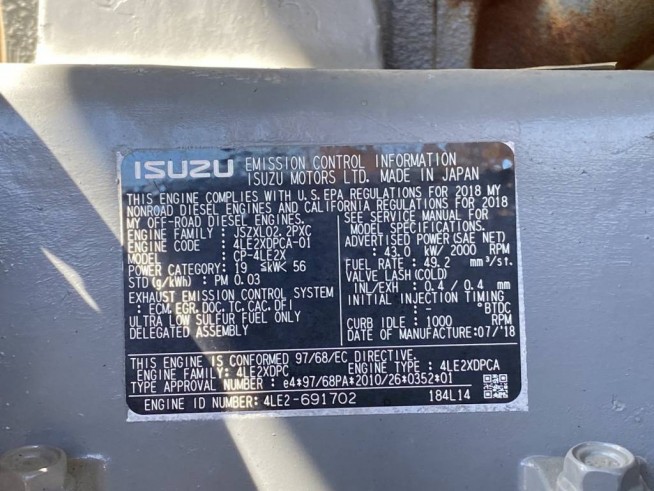 ISUZU EMISSION CONTROL INFORMATION
ISUZU MOTORS LTD. MADE IN JAPAN
THIS ENGINE COMPLIES WITH U.S. EPA REGULATIONS FOR 2018 MY
NONROAD DIESEL ENGINES AND CALIFORNIA REGULATIONS FOR 2018
MY OFF-ROAD DIESEL ENGINES.
ENGINE FAMILY : JS2XL02.2PXC
ENGINE CODE : 4LE2XDPCA-01
MODEL : CP-4LE2X
POWER CATEGORY : 19 ≤kW< 56
STD (g/kWh) : PM 0.03
EXHAUST EMISSION CONTROL SYSTEM
: ECM, EGR, DOC, TC, CAC, DFI
ULTRA LOW SULFUR FUEL ONLY
DELEGATED ASSEMBLY
SEE SERVICE MANUAL FOR
MODEL SPECIFICATIONS.
ADVERTISED POWER(SAE NET)
: 43.0 kW/ 2000 RPM
FUEL RATE : 49.2 mm³/st.
VALVE LASH(COLD)
INL/EXH : 0.4 / 0.4 mm
INITIAL INJECTION TIMING
: - °BTDC
CURB IDLE : 1000 RPM
DATE OF MANUFACTURE:07/'18
THIS ENGINE IS CONFORMED 97/68/EC DIRECTIVE.
ENGINE FAMILY: 4LE2XDPC ENGINE TYPE : 4LE2XDPCA
TYPE APPROVAL NUMBER : e4*97/68PA*2010/26*0352*01
ENGINE ID NUMBER: 4LE2-691702 184L14